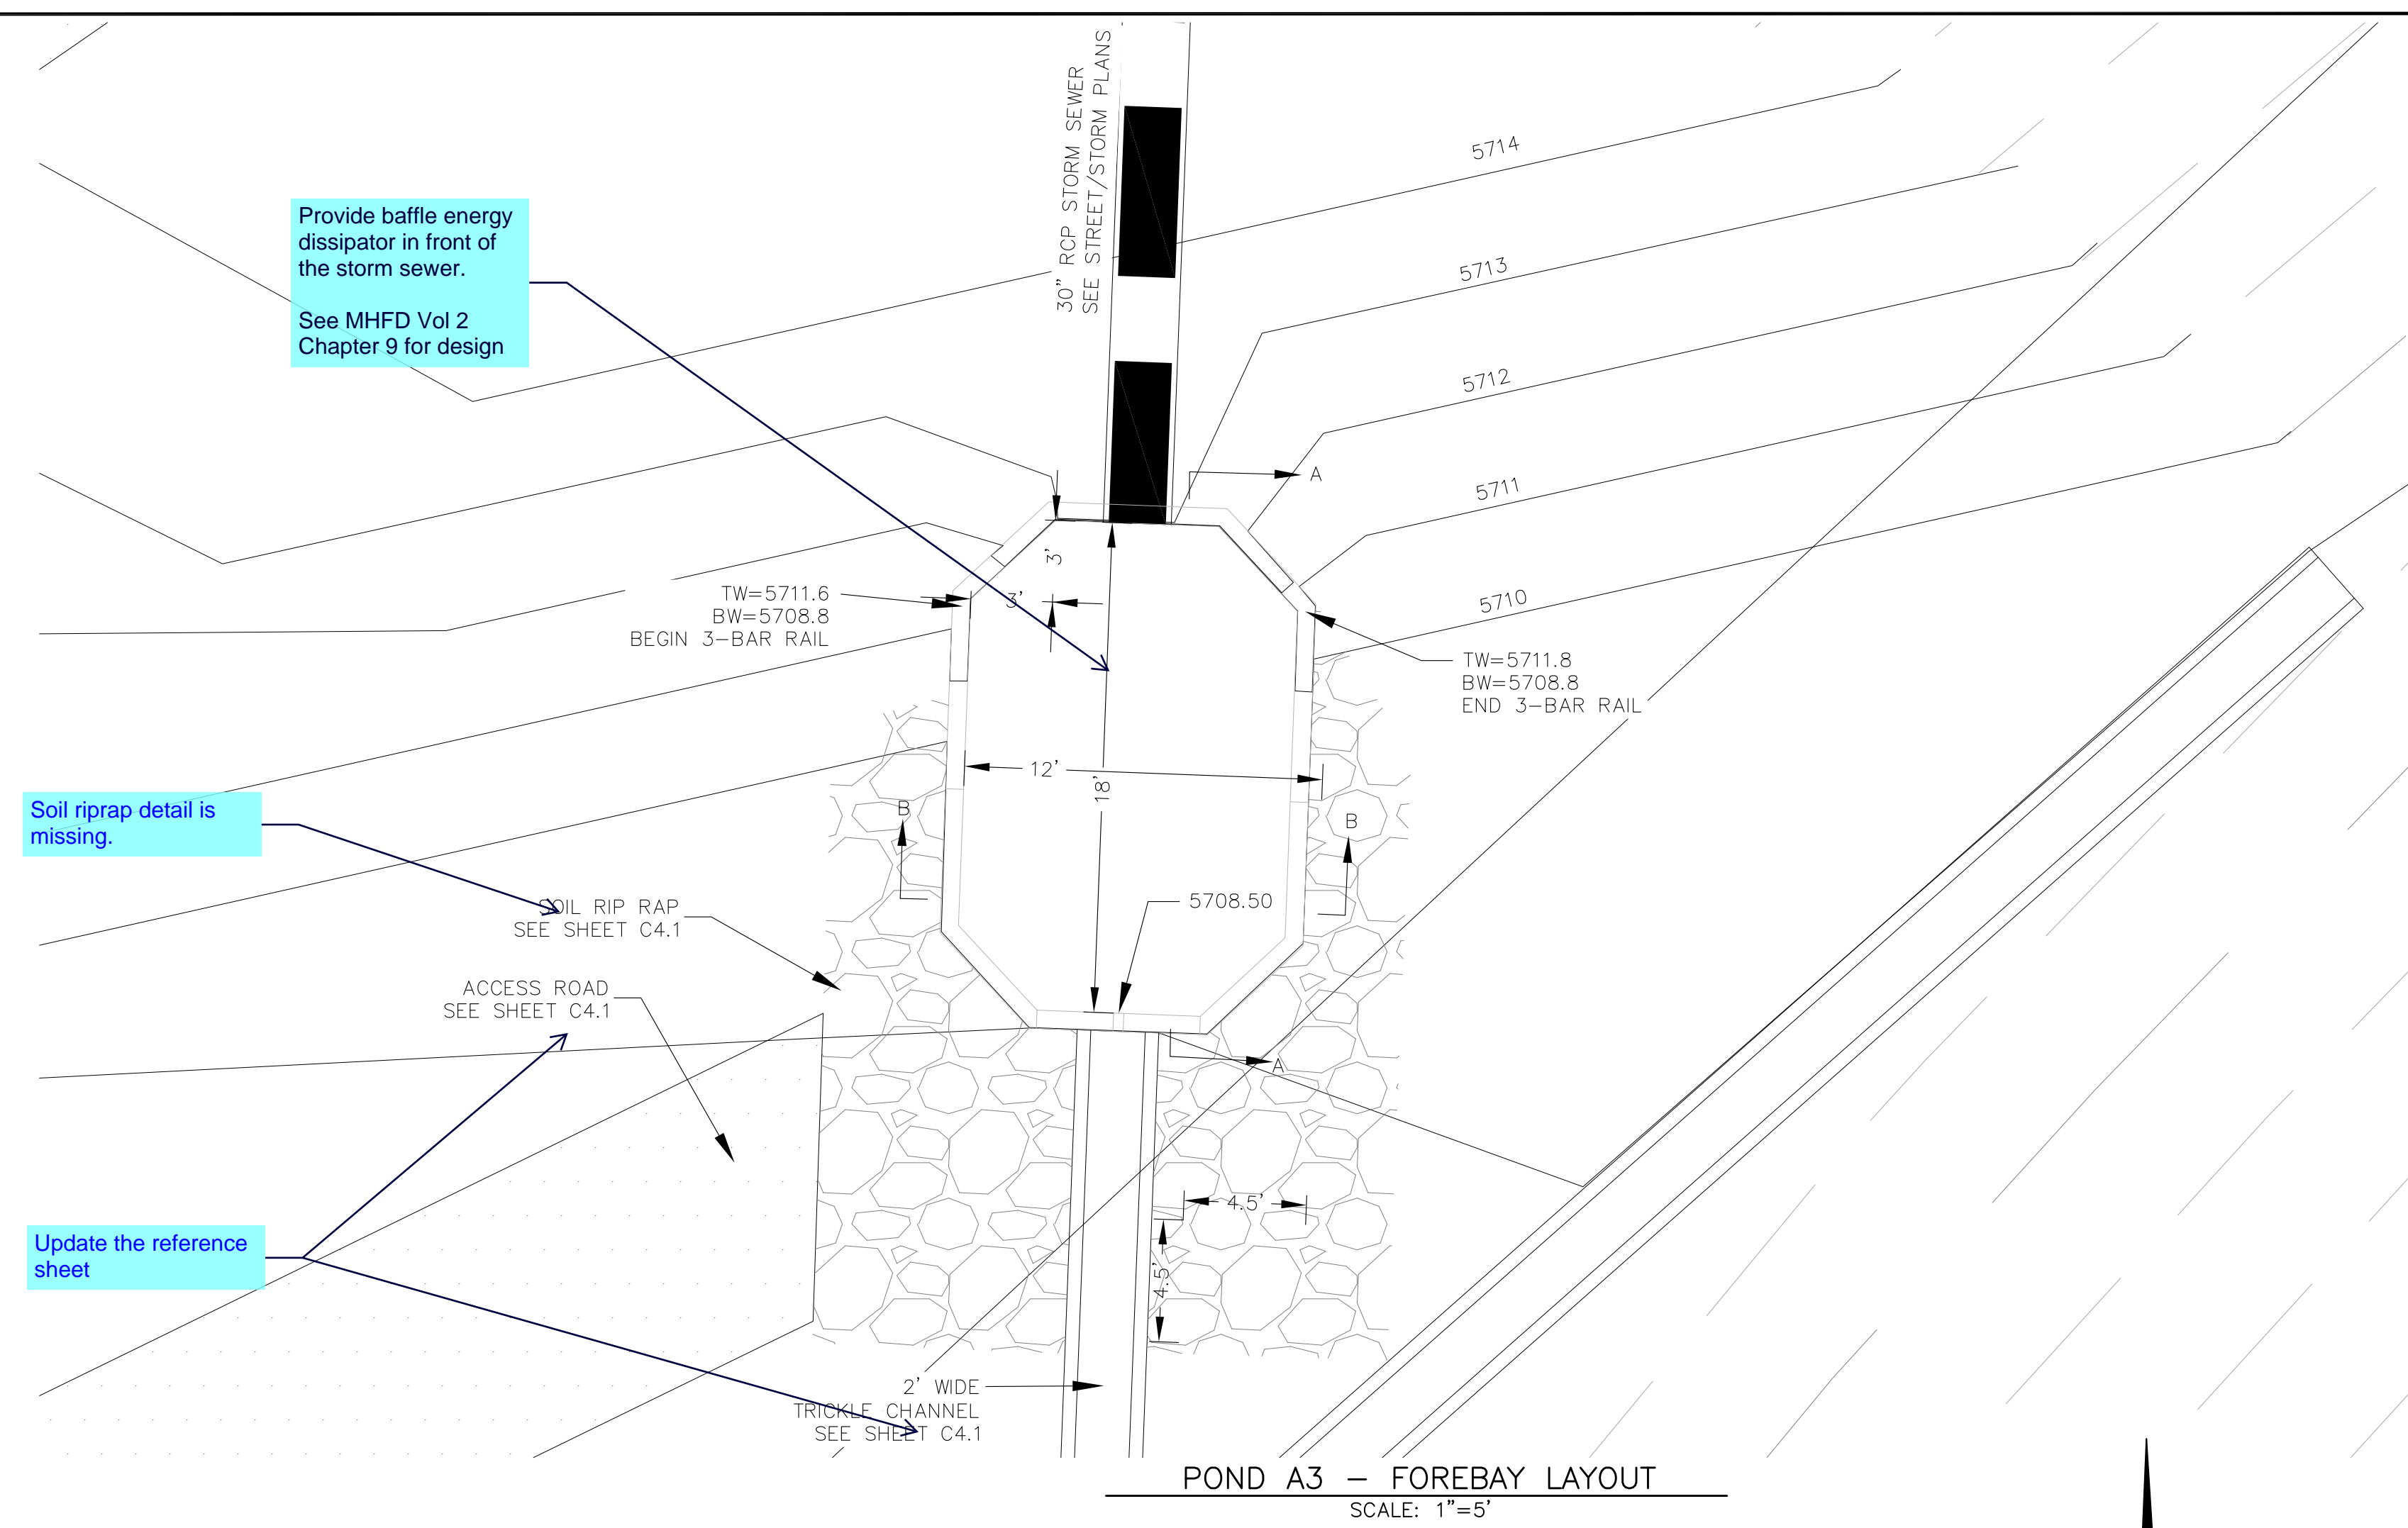 30" RCP STORM SEWER
SEE STREET/STORM PLANS
5714
Provide baffle energy
dissipator in front of
the storm sewer.
See MHFD Vol 2
Chapter 9 for design
5713
5712
A
5711
3'
3'
TW=5711.6
BW=5708.8
BEGIN 3-BAR RAIL
5710
TW=5711.8
BW=5708.8
END 3-BAR RAIL
12'
18'
Soil riprap detail is
missing.
B
B
5708.50
SOIL RIP RAP
SEE SHEET C4.1
ACCESS ROAD
SEE SHEET C4.1
A
4.5'
4.5'
Update the reference
sheet
2' WIDE
TRICKLE CHANNEL
SEE SHEET C4.1
POND A3 - FOREBAY LAYOUT
SCALE: 1"=5'